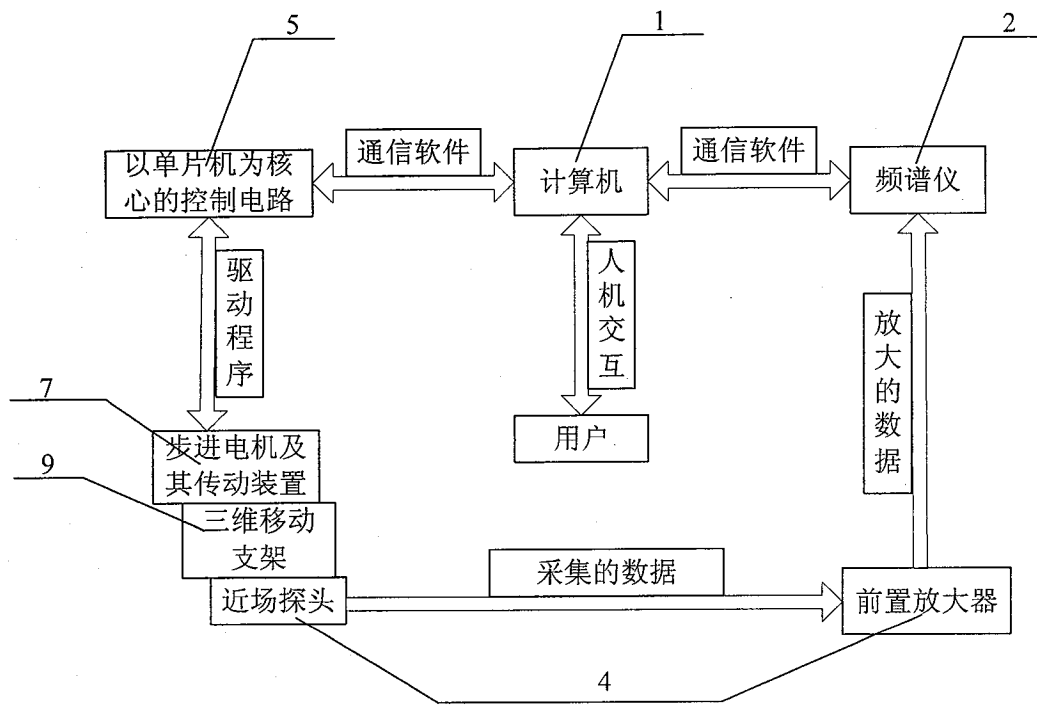 5
1
2
通信软件
通信软件
以单片机为核
心的控制电路
计算机
频谱仪
驱
动
程
序
人
机
交
互
放
大
的
数
据
7
步进电机及
其传动装置
用户
9
三维移动
支架
采集的数据
近场探头
前置放大器
4